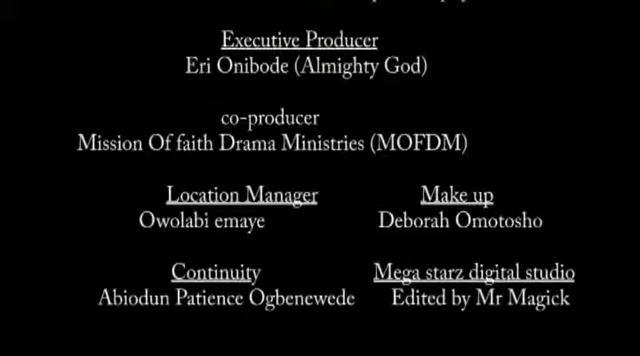 Executive Producer
Eri Onibode (Almighty God)
co-producer
Mission Of faith Drama Ministries (MOFDM)
Location Manager
Owolabi emaye
Make up
Deborah Omotosho
Continuity
Abiodun Patience Ogbenewede
Mega starz digital studio
Edited by Mr Magick